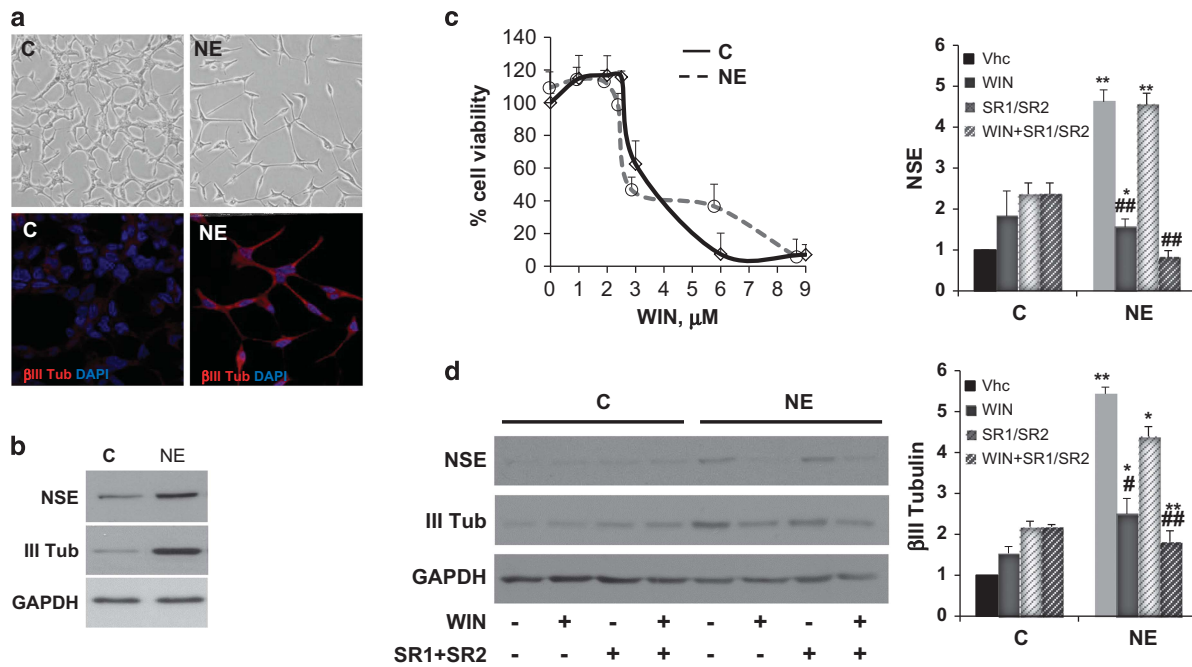 a
C
NE
C
βIII Tub DAPI
NE
βIII Tub DAPI
b
C NE
NSE
III Tub
GAPDH
c
140
120
100
80
60
40
20
0
% cell viability
0 1 2 3 4 5 6 7 8 9
WIN, μM
C
NE
6
5
4
3
2
1
0
NSE
Vhc
WIN
SR1/SR2
WIN+SR1/SR2
**
*
##
**
##
C NE
d
C NE
NSE
III Tub
GAPDH
WIN - + - + - + - +
SR1+SR2 - - + + - - + +
6
5
4
3
2
1
0
βIII Tubulin
Vhc
WIN
SR1/SR2
WIN+SR1/SR2
**
*
#
*
**
##
C NE